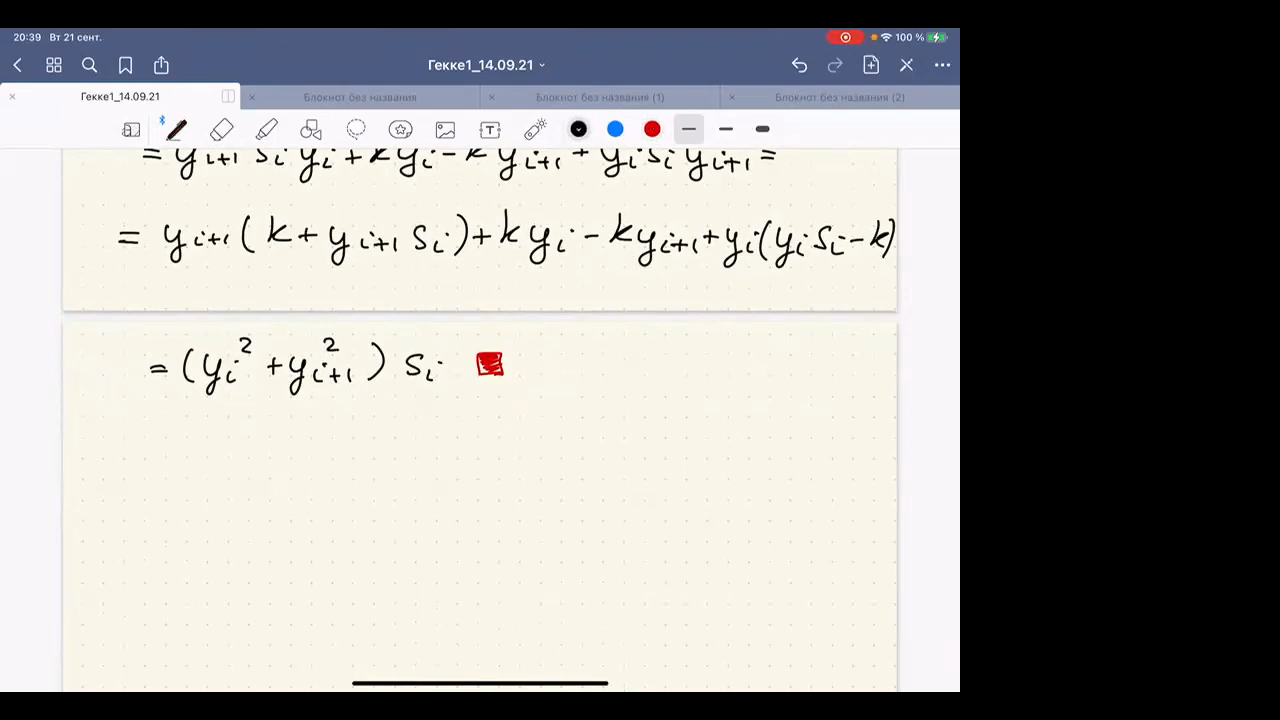 20:39 Вт 21 сент. 100 %
Гекке1_14.09.21
Гекке1_14.09.21 Блокнот без названия Блокнот без названия (1) Блокнот без названия (2)
= y_{i+1} s_i y_i + k y_i - k y_{i+1} + y_i s_i y_{i+1} =
= y_{i+1} ( k + y_{i+1} s_i ) + k y_i - k y_{i+1} + y_i ( y_i s_i - k )
= ( y_i^2 + y_{i+1}^2 ) s_i